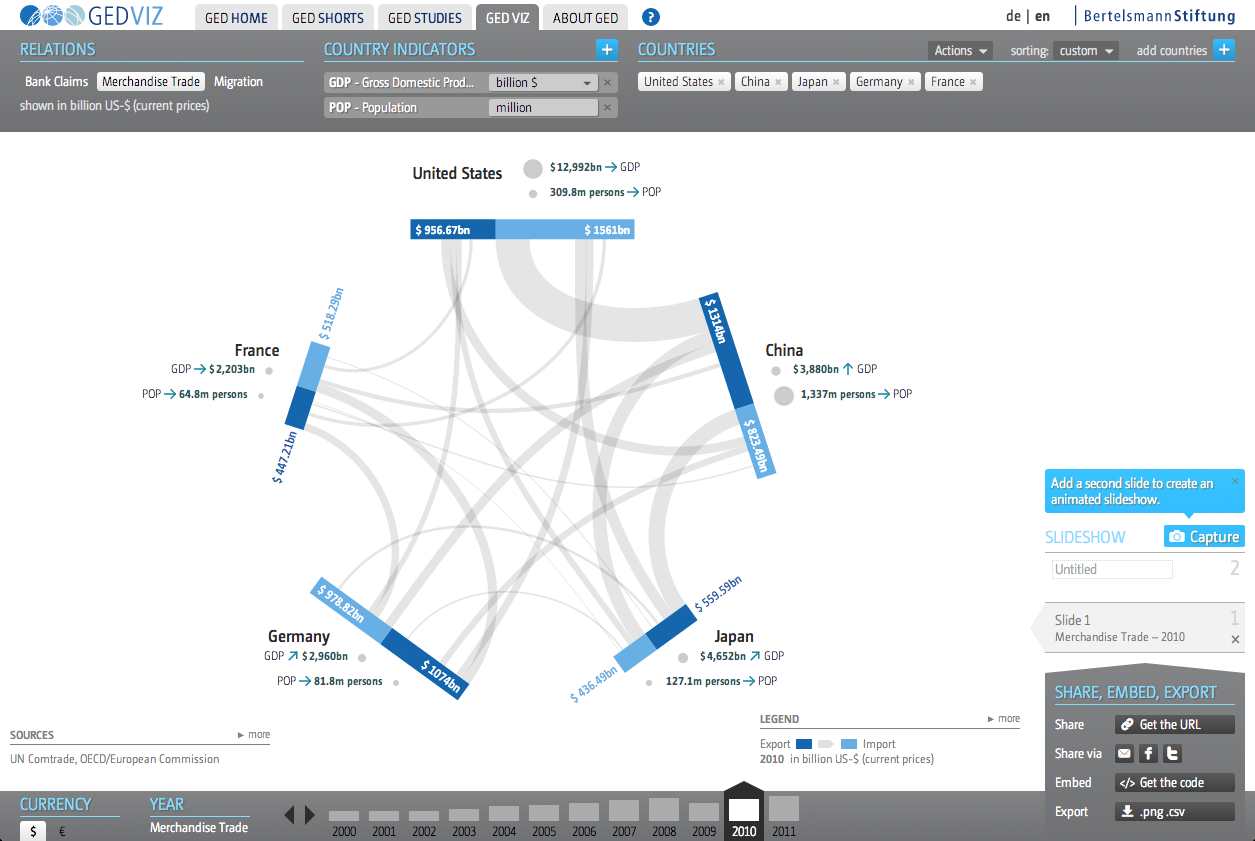 GEDVIZ
GED HOME
GED SHORTS
GED STUDIES
GED VIZ
ABOUT GED
?
de | en
BertelsmannStiftung
RELATIONS
Bank Claims Merchandise Trade Migration
shown in billion US-$ (current prices)
COUNTRY INDICATORS +
GDP - Gross Domestic Prod... billion $ ×
POP - Population million ×
COUNTRIES
Actions
sorting: custom
add countries +
United States × China × Japan × Germany × France ×
United States
$12,992bn → GDP
309.8m persons → POP
$ 956.67bn $ 1561bn
China
$3,880bn ↑ GDP
1,337m persons → POP
$ 1314bn
$ 823.49bn
Japan
$4,652bn ↗ GDP
127.1m persons → POP
$ 559.59bn
$ 436.49bn
Germany
GDP ↗ $2,960bn
POP → 81.8m persons
$ 978.82bn
$ 1074bn
France
GDP → $2,203bn
POP → 64.8m persons
$ 518.29bn
$ 447.21bn
Add a second slide to create an ×
animated slideshow.
SLIDESHOW Capture
Untitled 2
Slide 1 1
Merchandise Trade – 2010 ×
SHARE, EMBED, EXPORT
Share Get the URL
Share via
Embed </> Get the code
Export .png .csv
SOURCES ► more
UN Comtrade, OECD/European Commission
LEGEND ► more
Export Import
2010 in billion US-$ (current prices)
CURRENCY
$ €
YEAR
Merchandise Trade
2000 2001 2002 2003 2004 2005 2006 2007 2008 2009 2010 2011